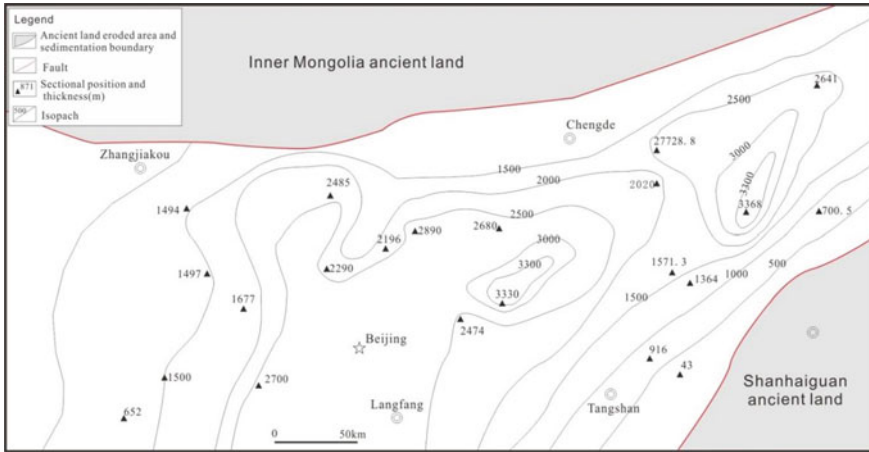 Legend
Ancient land eroded area and
sedimentation boundary
Fault
871
Sectional position and
thickness(m)
500
Isopach
Inner Mongolia ancient land
2641
2500
Chengde
27728.8
Zhangjiakou
3000
1500
2000
2020
2485
3300
3368
700.5
1494
2890
2680
2500
2196
3000
2290
3300
1571.3
1364
1000
500
1497
1677
3330
1500
2474
Beijing
916
43
1500
2700
Shanhaiguan
ancient land
Langfang
Tangshan
652
0
50km